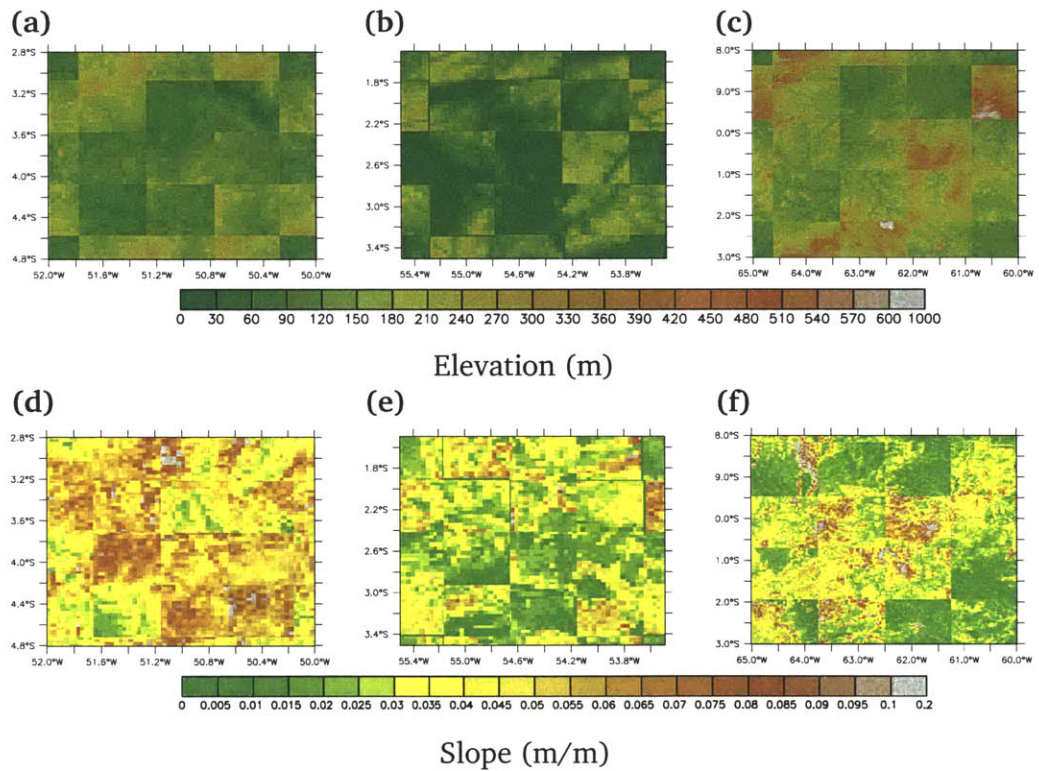 (a) (b) (c)
2.8°S 3.2°S 3.6°S 4.0°S 4.4°S 4.8°S
52.0°W 51.6°W 51.2°W 50.8°W 50.4°W 50.0°W
1.8°S 2.2°S 2.6°S 3.0°S 3.4°S
55.4°W 55.0°W 54.6°W 54.2°W 53.8°W
8.0°S 9.0°S 0.0°S 1.0°S 2.0°S 3.0°S
65.0°W 64.0°W 63.0°W 62.0°W 61.0°W 60.0°W
0 30 60 90 120 150 180 210 240 270 300 330 360 390 420 450 480 510 540 570 600 1000
Elevation (m)
(d) (e) (f)
2.8°S 3.2°S 3.6°S 4.0°S 4.4°S 4.8°S
52.0°W 51.6°W 51.2°W 50.8°W 50.4°W 50.0°W
1.8°S 2.2°S 2.6°S 3.0°S 3.4°S
55.4°W 55.0°W 54.6°W 54.2°W 53.8°W
8.0°S 9.0°S 0.0°S 1.0°S 2.0°S 3.0°S
65.0°W 64.0°W 63.0°W 62.0°W 61.0°W 60.0°W
0 0.005 0.01 0.015 0.02 0.025 0.03 0.035 0.04 0.045 0.05 0.055 0.06 0.065 0.07 0.075 0.08 0.085 0.09 0.095 0.1 0.2
Slope (m/m)